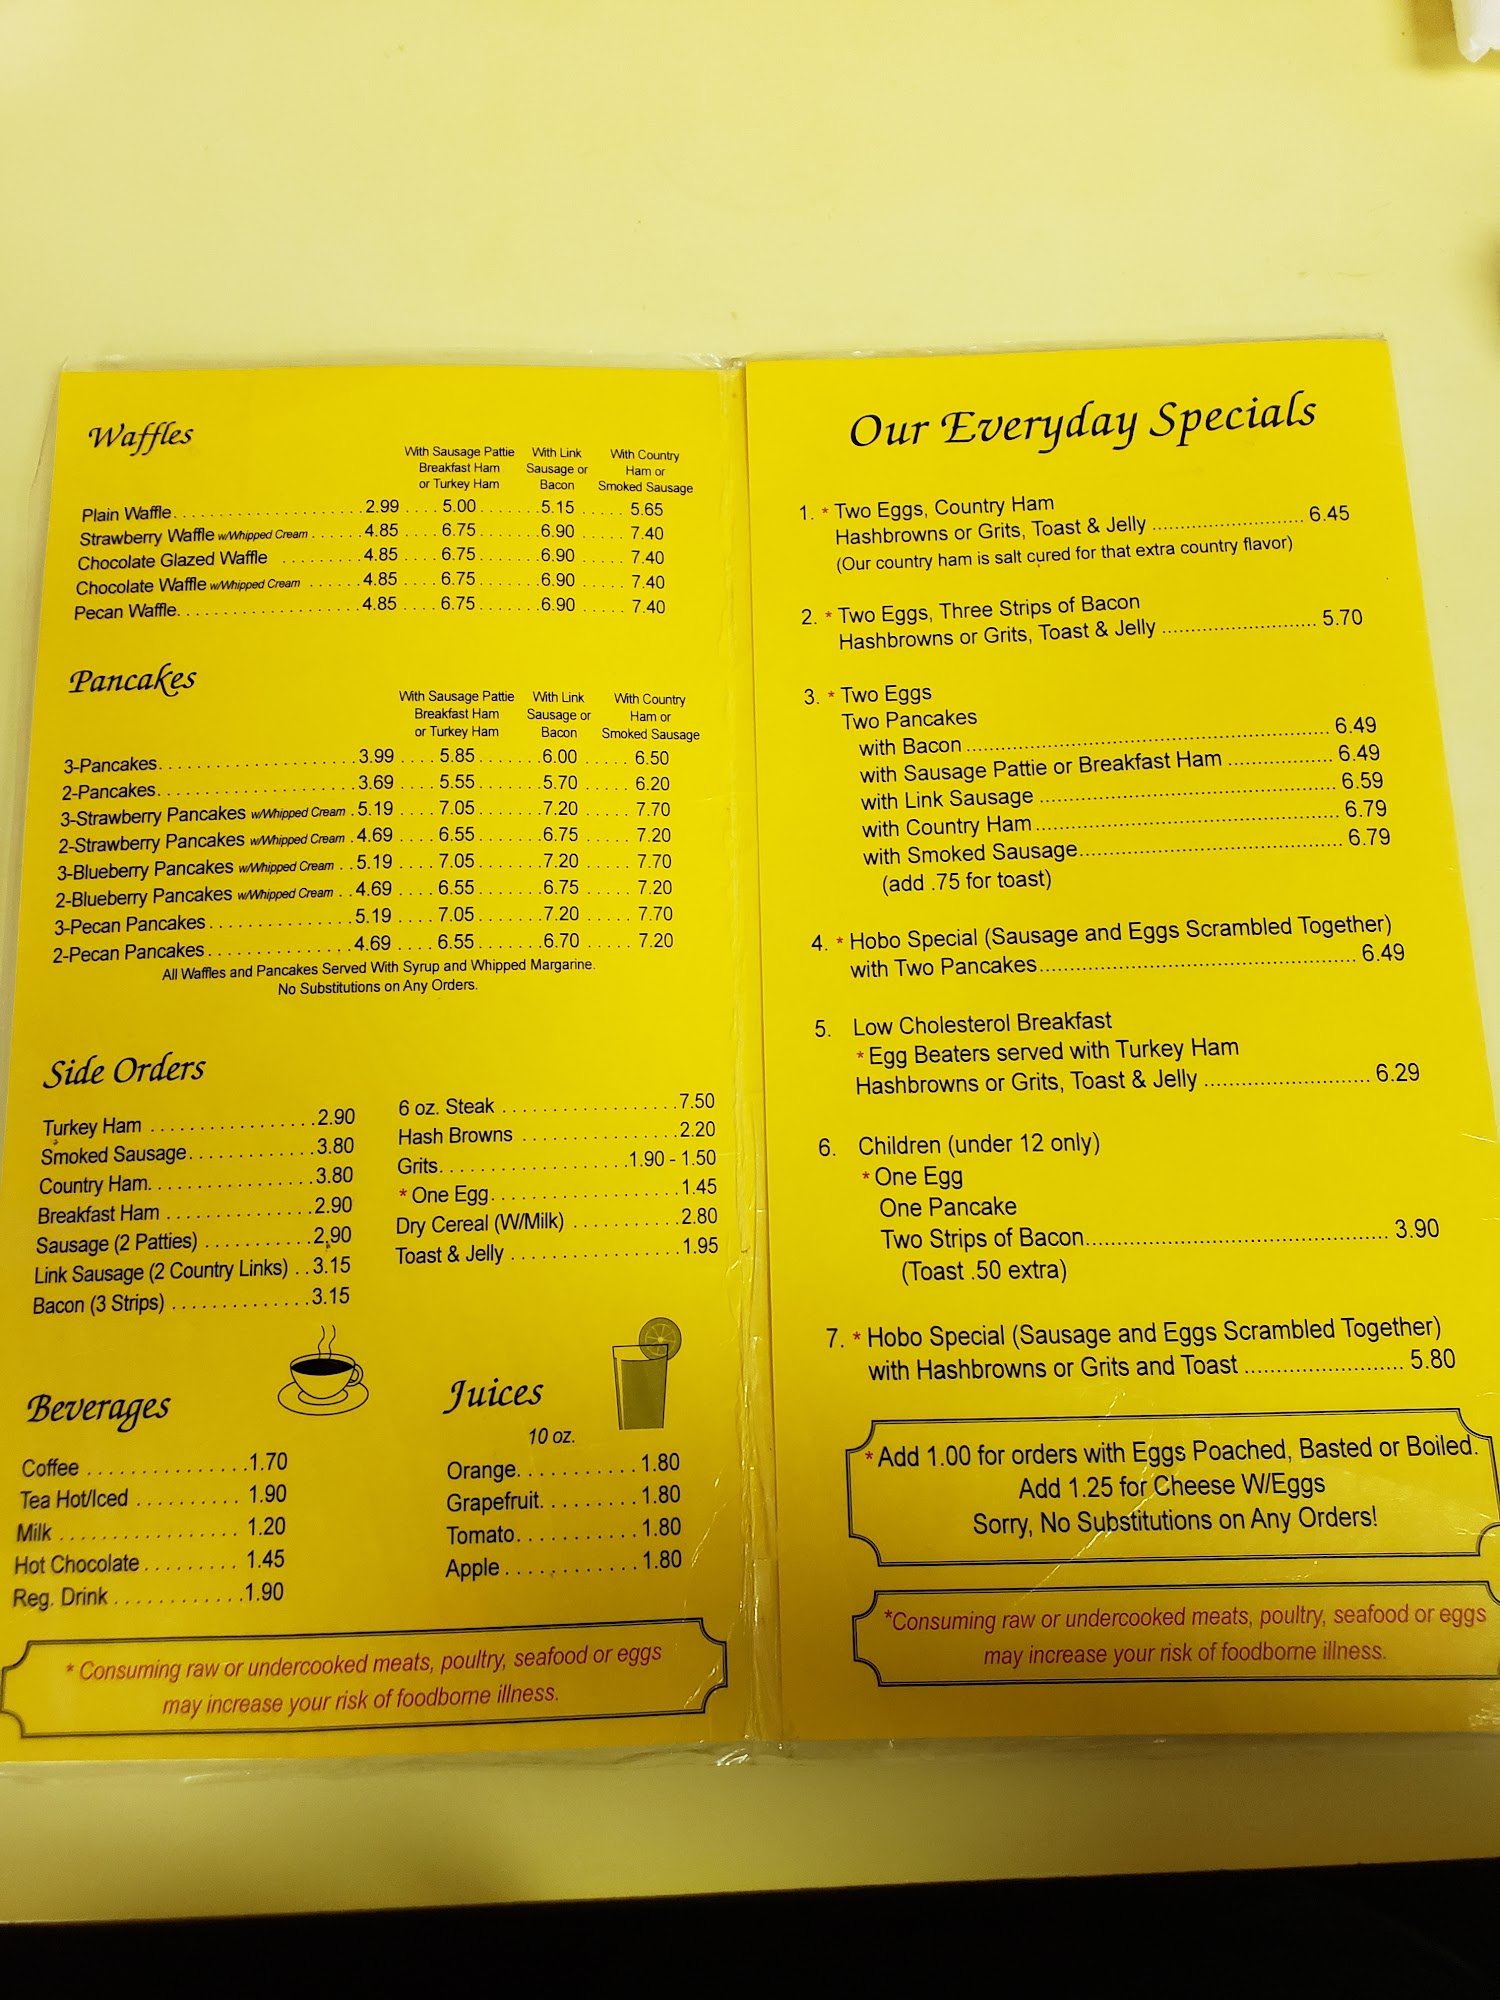 Waffles
With Sausage Pattie With Link With Country
Breakfast Ham Sausage or Ham or
or Turkey Ham Bacon Smoked Sausage
Plain Waffle.....................2.99....5.00.......5.15.....5.65
Strawberry Waffle w/Whipped Cream......4.85....6.75.......6.90.....7.40
Chocolate Glazed Waffle .........4.85....6.75.......6.90.....7.40
Chocolate Waffle w/Whipped Cream ......4.85....6.75.......6.90.....7.40
Pecan Waffle.....................4.85....6.75.......6.90.....7.40
Pancakes
With Sausage Pattie With Link With Country
Breakfast Ham Sausage or Ham or
or Turkey Ham Bacon Smoked Sausage
3-Pancakes.....................3.99....5.85.......6.00.....6.50
2-Pancakes.....................3.69....5.55.......5.70.....6.20
3-Strawberry Pancakes w/Whipped Cream.5.19....7.05.......7.20.....7.70
2-Strawberry Pancakes w/Whipped Cream.4.69....6.55.......6.75.....7.20
3-Blueberry Pancakes w/Whipped Cream..5.19....7.05.......7.20.....7.70
2-Blueberry Pancakes w/Whipped Cream..4.69....6.55.......6.75.....7.20
3-Pecan Pancakes................5.19....7.05.......7.20.....7.70
2-Pecan Pancakes................4.69....6.55.......6.70.....7.20
All Waffles and Pancakes Served With Syrup and Whipped Margarine.
No Substitutions on Any Orders.
Side Orders
Turkey Ham .................2.90
Smoked Sausage.............3.80
Country Ham.................3.80
Breakfast Ham ...............2.90
Sausage (2 Patties) ...........2.90
Link Sausage (2 Country Links) ..3.15
Bacon (3 Strips) ..............3.15
6 oz. Steak ..................7.50
Hash Browns ................2.20
Grits....................1.90 - 1.50
* One Egg....................1.45
Dry Cereal (W/Milk) ...........2.80
Toast & Jelly ..................1.95
Beverages
Coffee ................1.70
Tea Hot/Iced .......... 1.90
Milk .................. 1.20
Hot Chocolate ......... 1.45
Reg. Drink .............1.90
Juices
10 oz.
Orange............1.80
Grapefruit..........1.80
Tomato............1.80
Apple.............1.80
* Consuming raw or undercooked meats, poultry, seafood or eggs
may increase your risk of foodborne illness.
Our Everyday Specials
1. * Two Eggs, Country Ham
Hashbrowns or Grits, Toast & Jelly ............................ 6.45
(Our country ham is salt cured for that extra country flavor)
2. * Two Eggs, Three Strips of Bacon
Hashbrowns or Grits, Toast & Jelly ............................ 5.70
3. * Two Eggs
Two Pancakes
with Bacon ............................ 6.49
with Sausage Pattie or Breakfast Ham .................. 6.49
with Link Sausage ............................ 6.59
with Country Ham............................ 6.79
with Smoked Sausage............................ 6.79
(add .75 for toast)
4. * Hobo Special (Sausage and Eggs Scrambled Together)
with Two Pancakes............................ 6.49
5. Low Cholesterol Breakfast
* Egg Beaters served with Turkey Ham
Hashbrowns or Grits, Toast & Jelly ............................ 6.29
6. Children (under 12 only)
* One Egg
One Pancake
Two Strips of Bacon............................ 3.90
(Toast .50 extra)
7. * Hobo Special (Sausage and Eggs Scrambled Together)
with Hashbrowns or Grits and Toast ............................ 5.80
*Add 1.00 for orders with Eggs Poached, Basted or Boiled.
Add 1.25 for Cheese W/Eggs
Sorry, No Substitutions on Any Orders!
*Consuming raw or undercooked meats, poultry, seafood or eggs
may increase your risk of foodborne illness.